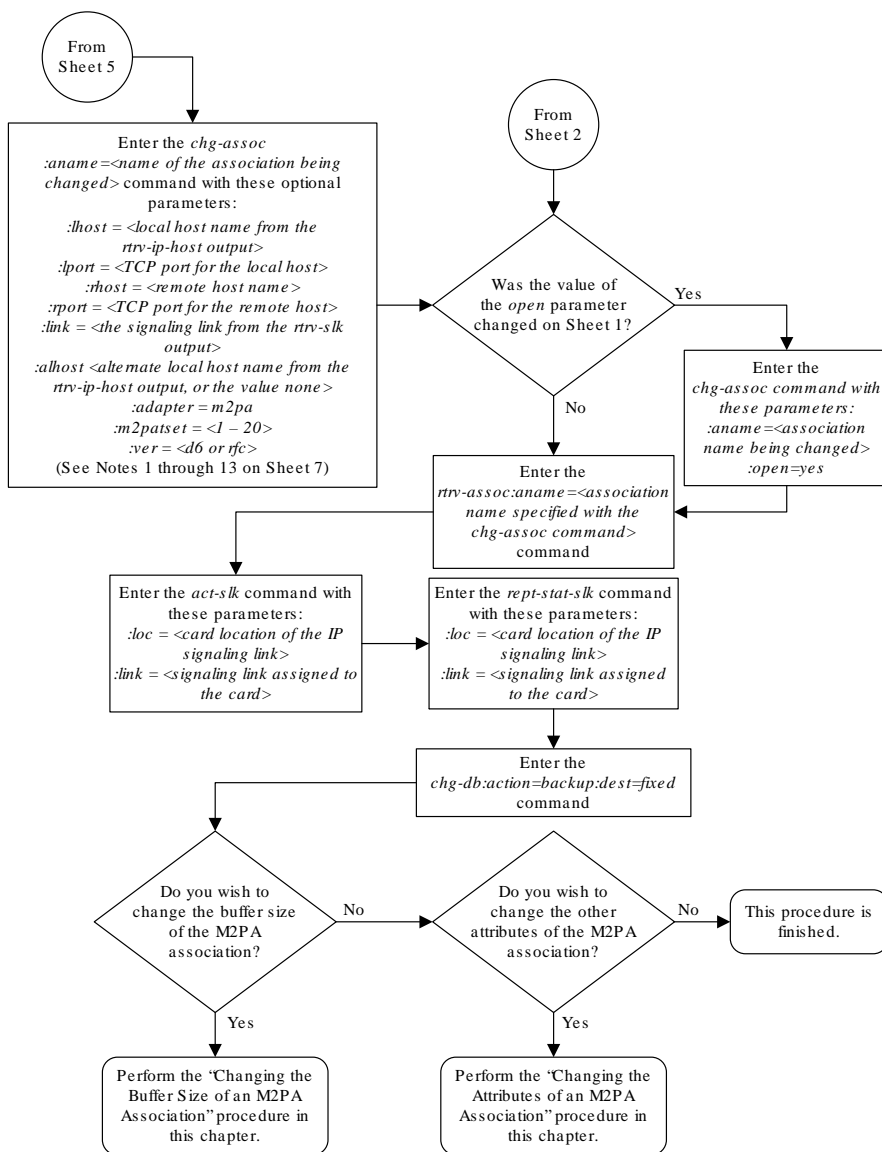 From
Sheet 5
Enter the chg-assoc
:aname=<name of the association being
changed> command with these optional
parameters:
:lhost = <local host name from the
rtrv-ip-host output>
:lport = <TCP port for the local host>
:rhost = <remote host name>
:rport = <TCP port for the remote host>
:link = <the signaling link from the rtrv-slk
output>
:alhost <alternate local host name from the
rtrv-ip-host output, or the value none>
:adapter = m2pa
:m2patset = <1 – 20>
:ver = <d6 or rfc>
(See Notes 1 through 13 on Sheet 7)
From
Sheet 2
Was the value of
the open parameter
changed on Sheet 1?
Yes
No
Enter the
chg-assoc command with
these parameters:
:aname=<association
name being changed>
:open=yes
Enter the
rtrv-assoc:aname=<association
name specified with the
chg-assoc command>
command
Enter the act-slk command with
these parameters:
:loc = <card location of the IP
signaling link>
:link = <signaling link assigned to
the card>
Enter the rept-stat-slk command
with these parameters:
:loc = <card location of the IP
signaling link>
:link = <signaling link assigned
to the card>
Enter the
chg-db:action=backup:dest=fixed
command
Do you wish to
change the buffer size
of the M2PA
association?
No
Yes
Do you wish to
change the other
attributes of the M2PA
association?
No
Yes
This procedure is
finished.
Perform the “Changing the
Buffer Size of an M2PA
Association” procedure in
this chapter.
Perform the “Changing the
Attributes of an M2PA
Association” procedure in
this chapter.